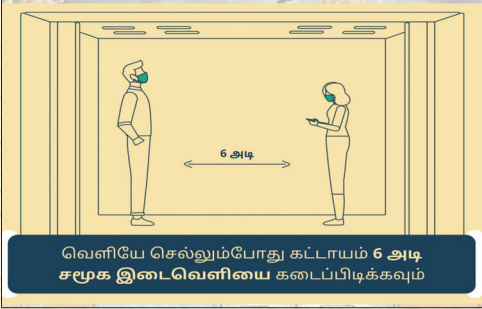 6 அடி
வெளியே செல்லும்போது கட்டாயம் 6 அடி
சமூக இடைவெளியை கடைப்பிடிக்கவும்